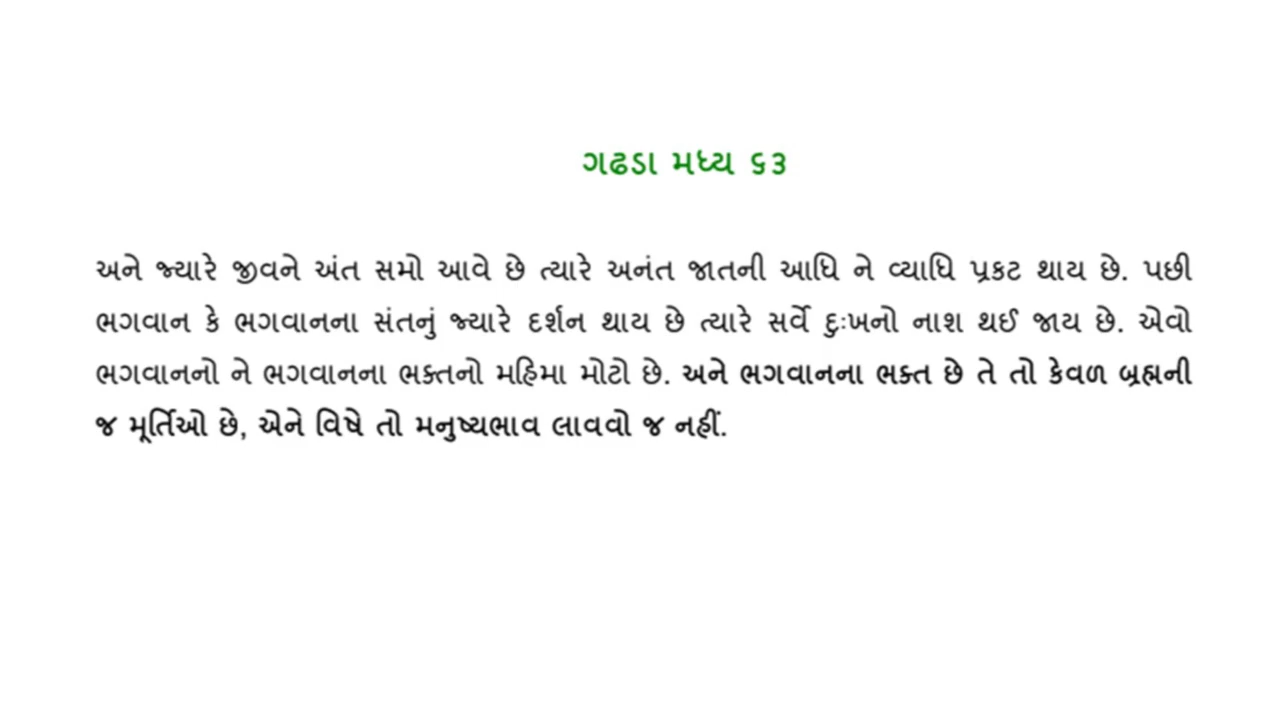 ગઢડા મધ્ય ૬૩
અને જ્યારે જીવને અંત સમો આવે છે ત્યારે અનંત જાતની આધિ ને વ્યાધિ પ્રકટ થાય છે. પછી
ભગવાન કે ભગવાનના સંતનું જ્યારે દર્શન થાય છે ત્યારે સર્વે દુઃખનો નાશ થઈ જાય છે. એવો
ભગવાનનો ને ભગવાનના ભક્તનો મહિમા મોટો છે. અને ભગવાનના ભક્ત છે તે તો કેવળ બ્રહ્મની
જ મૂર્તિઓ છે, એને વિષે તો મનુષ્યભાવ લાવવો જ નહીં.